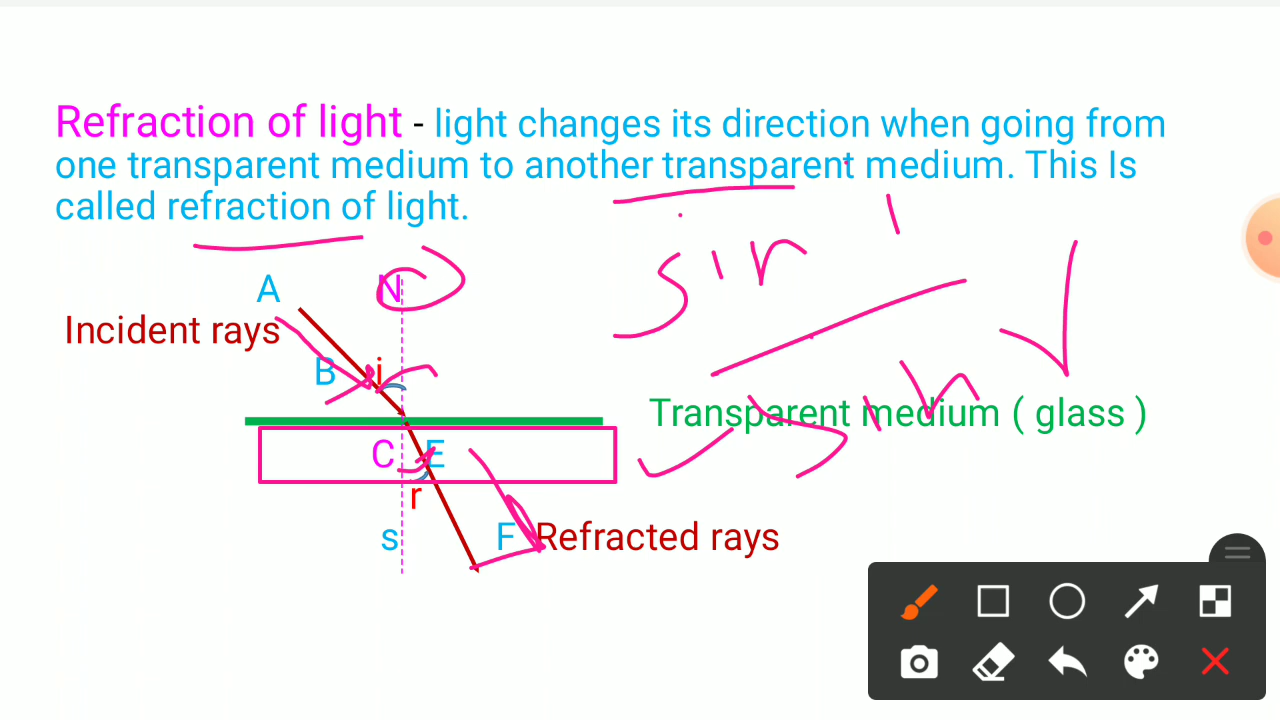 Refraction of light - light changes its direction when going from
one transparent medium to another transparent medium. This Is
called refraction of light.
A
N
Incident rays
B
i
Transparent medium ( glass )
C
E
r
s
F
Refracted rays